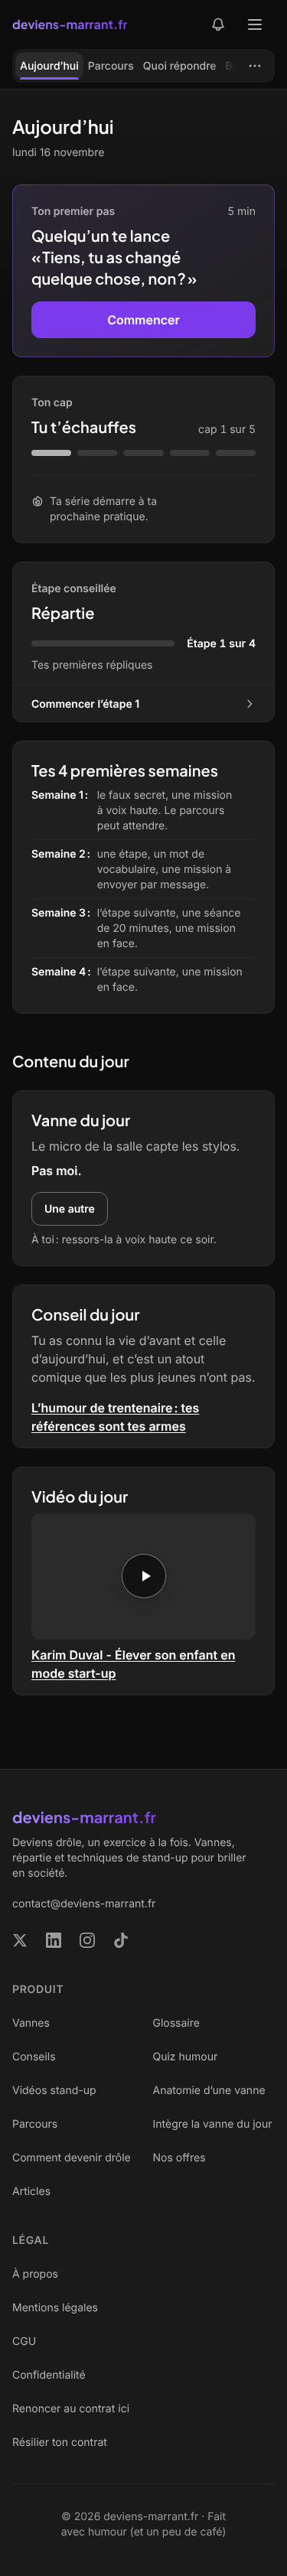 deviens-marrant.fr
Aujourd’hui Parcours Quoi répondre
Aujourd’hui
lundi 16 novembre
Ton premier pas 5 min
Quelqu’un te lance
« Tiens, tu as changé
quelque chose, non ? »
Commencer
Ton cap
Tu t’échauffes cap 1 sur 5
Ta série démarre à ta
prochaine pratique.
Étape conseillée
Répartie
Étape 1 sur 4
Tes premières répliques
Commencer l’étape 1
Tes 4 premières semaines
Semaine 1 : le faux secret, une mission
à voix haute. Le parcours
peut attendre.
Semaine 2 : une étape, un mot de
vocabulaire, une mission à
envoyer par message.
Semaine 3 : l’étape suivante, une séance
de 20 minutes, une mission
en face.
Semaine 4 : l’étape suivante, une mission
en face.
Contenu du jour
Vanne du jour
Le micro de la salle capte les stylos.
Pas moi.
Une autre
À toi : ressors-la à voix haute ce soir.
Conseil du jour
Tu as connu la vie d’avant et celle
d’aujourd’hui, et c’est un atout
comique que les plus jeunes n’ont pas.
L’humour de trentenaire : tes
références sont tes armes
Vidéo du jour
Karim Duval - Élever son enfant en
mode start-up
deviens-marrant.fr
Deviens drôle, un exercice à la fois. Vannes,
répartie et techniques de stand-up pour briller
en société.
contact@deviens-marrant.fr
PRODUIT
Vannes Glossaire
Conseils Quiz humour
Vidéos stand-up Anatomie d’une vanne
Parcours Intègre la vanne du jour
Comment devenir drôle Nos offres
Articles
LÉGAL
À propos
Mentions légales
CGU
Confidentialité
Renoncer au contrat ici
Résilier ton contrat
© 2026 deviens-marrant.fr · Fait
avec humour (et un peu de café)